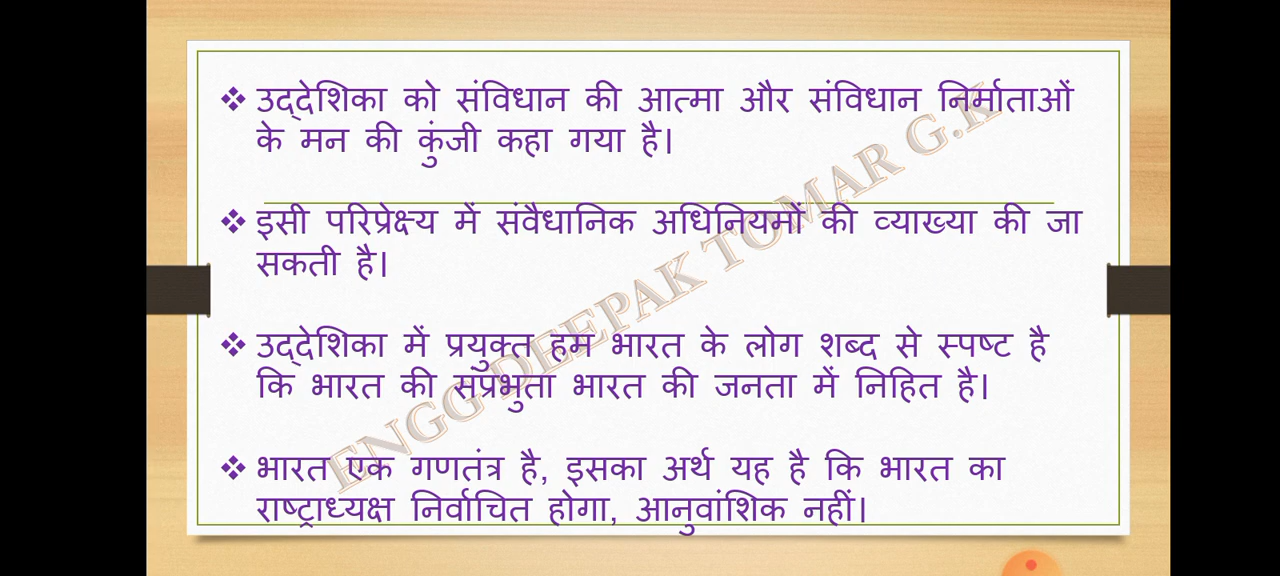 ❖ उद्देशिका को संविधान की आत्मा और संविधान निर्माताओं
के मन की कुंजी कहा गया है।
❖ इसी परिप्रेक्ष्य में संवैधानिक अधिनियमों की व्याख्या की जा
सकती है।
❖ उद्देशिका में प्रयुक्त हम भारत के लोग शब्द से स्पष्ट है
कि भारत की संप्रभुता भारत की जनता में निहित है।
❖ भारत एक गणतंत्र है, इसका अर्थ यह है कि भारत का
राष्ट्राध्यक्ष निर्वाचित होगा, आनुवांशिक नहीं।
ENGG DEEPAK TOMAR G.K